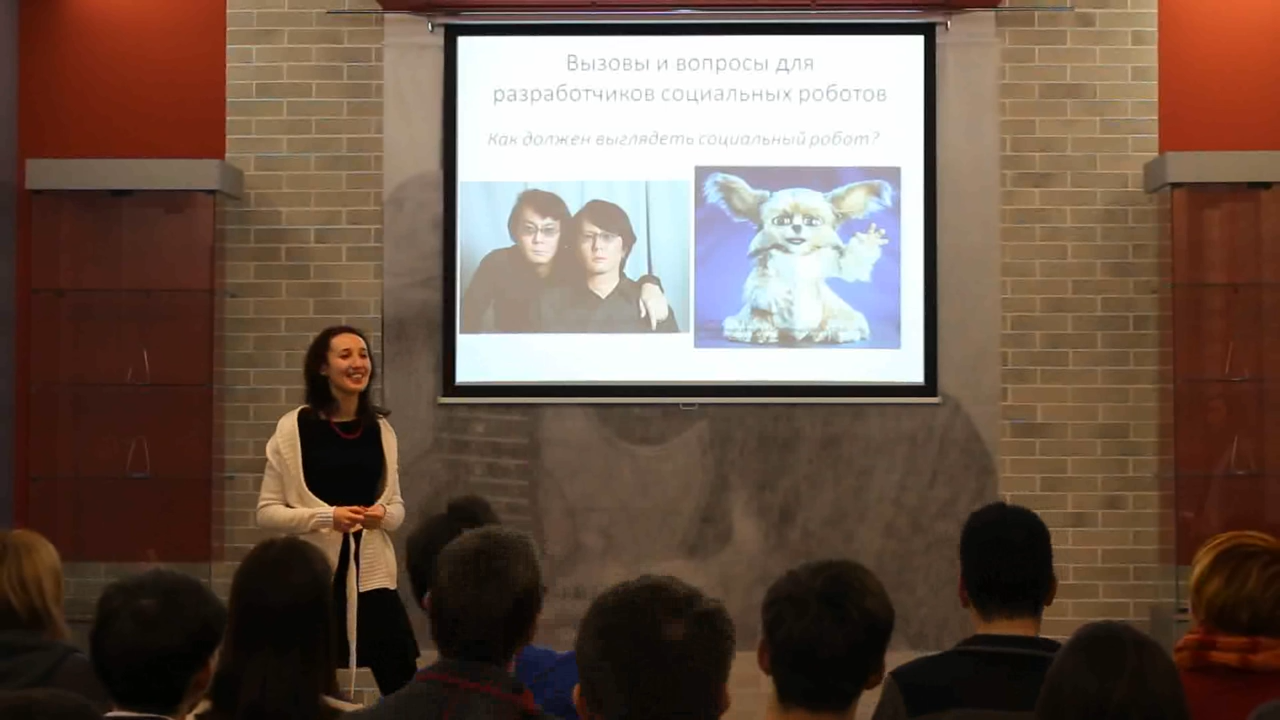 Вызовы и вопросы для
разработчиков социальных роботов
Как должен выглядеть социальный робот?